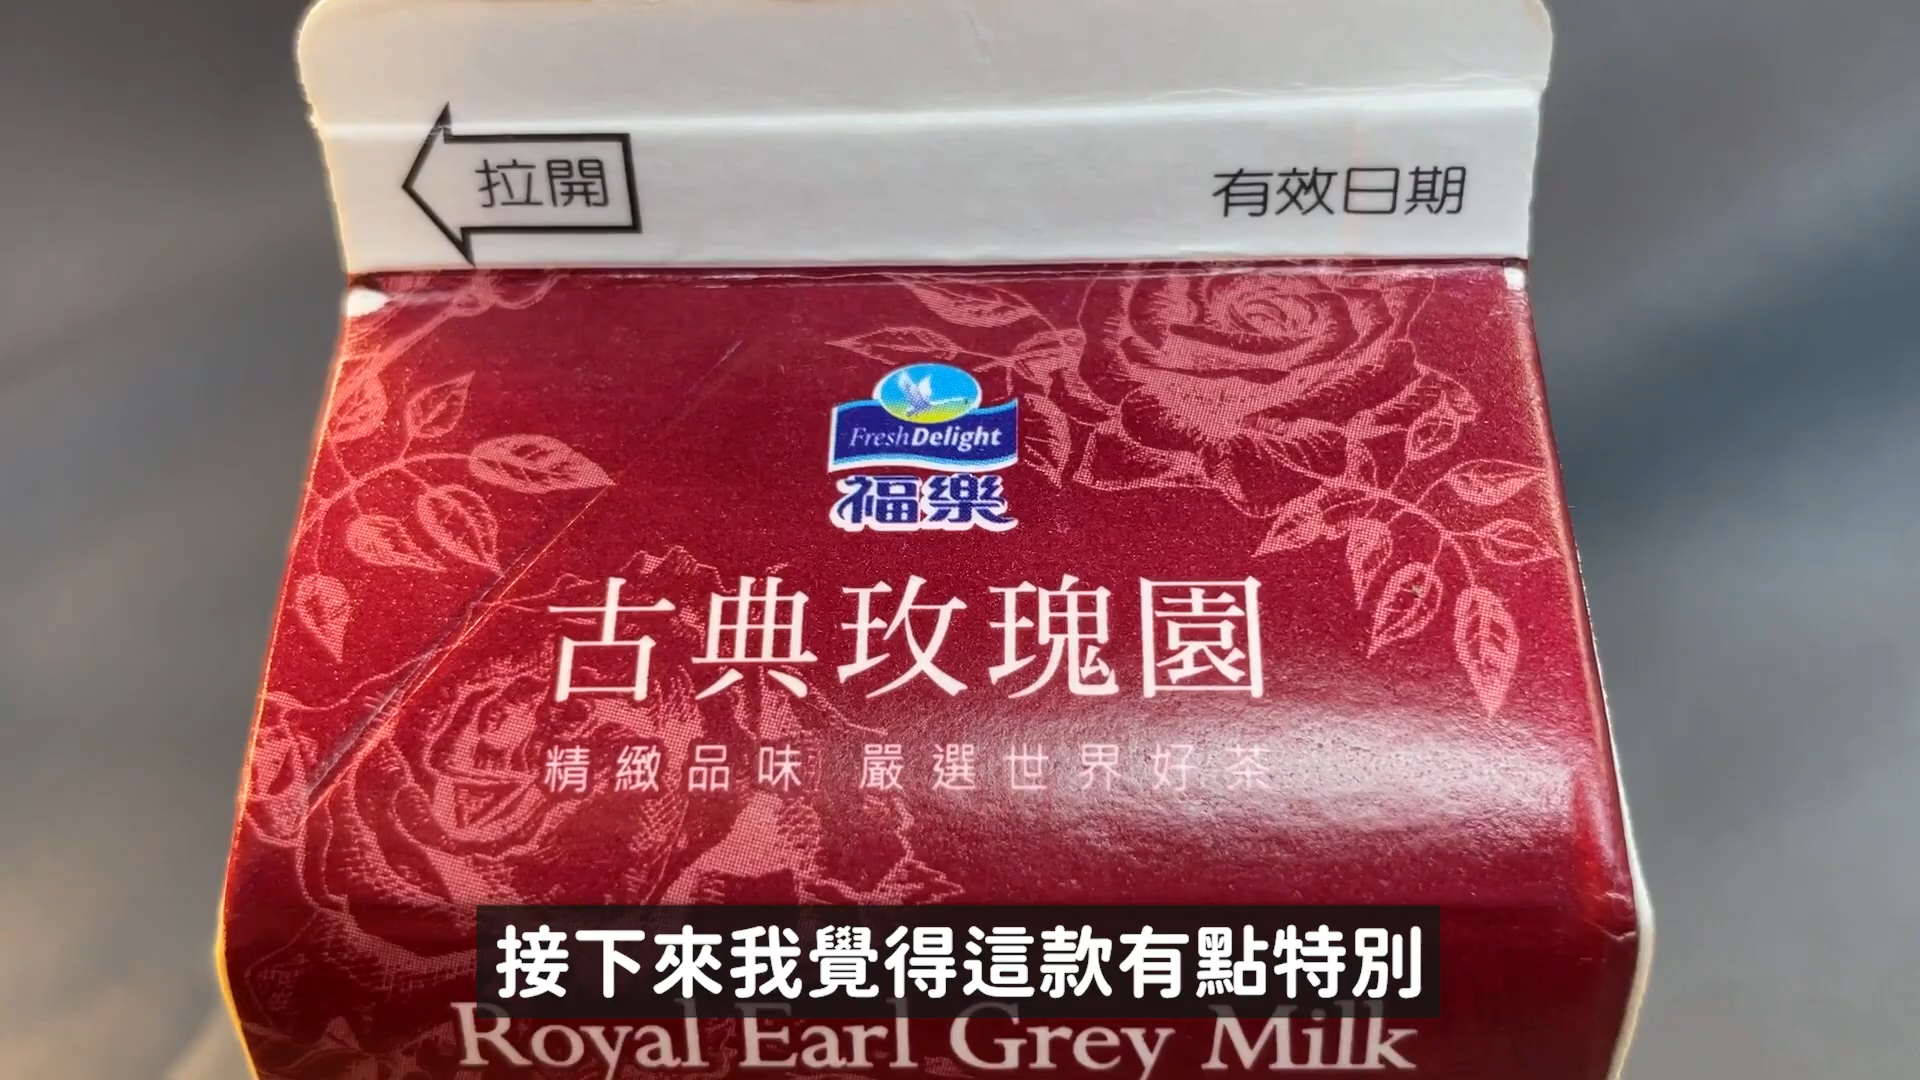 拉開
有效日期
FreshDelight
福樂
古典玫瑰園
精緻品味 嚴選世界好茶
接下來我覺得這款有點特別
Royal Earl Grey Milk